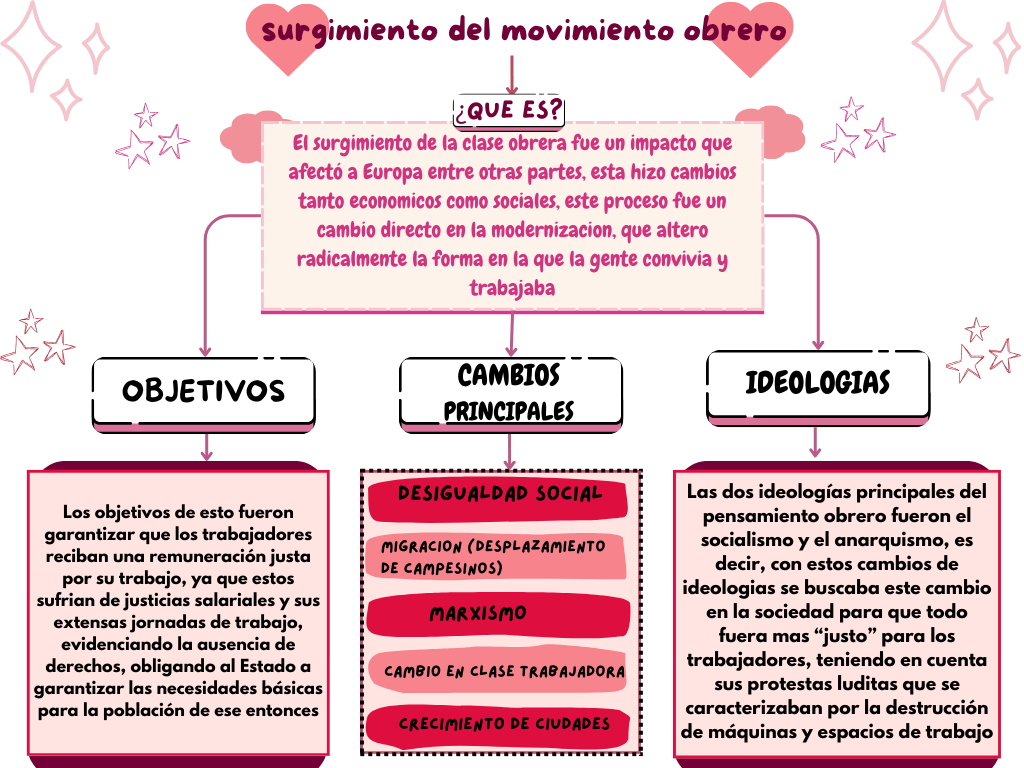 surgimiento del movimiento obrero
¿QUE ES?
El surgimiento de la clase obrera fue un impacto que
afectó a Europa entre otras partes, esta hizo cambios
tanto economicos como sociales, este proceso fue un
cambio directo en la modernizacion, que altero
radicalmente la forma en la que la gente convivia y
trabajaba
OBJETIVOS
Los objetivos de esto fueron
garantizar que los trabajadores
reciban una remuneración justa
por su trabajo, ya que estos
sufrian de justicias salariales y sus
extensas jornadas de trabajo,
evidenciando la ausencia de
derechos, obligando al Estado a
garantizar las necesidades básicas
para la población de ese entonces
CAMBIOS
PRINCIPALES
DESIGUALDAD SOCIAL
MIGRACION (DESPLAZAMIENTO
DE CAMPESINOS)
MARXISMO
CAMBIO EN CLASE TRABAJADORA
CRECIMIENTO DE CIUDADES
IDEOLOGIAS
Las dos ideologías principales del
pensamiento obrero fueron el
socialismo y el anarquismo, es
decir, con estos cambios de
ideologias se buscaba este cambio
en la sociedad para que todo
fuera mas “justo” para los
trabajadores, teniendo en cuenta
sus protestas luditas que se
caracterizaban por la destrucción
de máquinas y espacios de trabajo